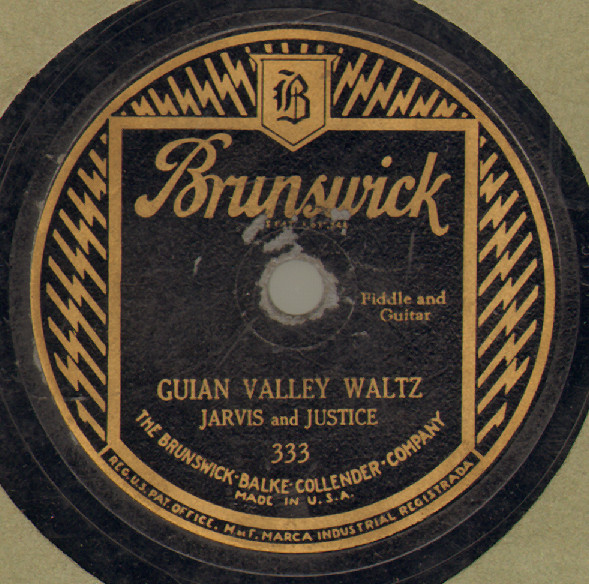 B
Brunswick
Fiddle and
Guitar
GUIAN VALLEY WALTZ
JARVIS and JUSTICE
333
THE BRUNSWICK-BALKE-COLLENDER-COMPANY
MADE IN U.S.A.
REG. U.S. PAT. OFFICE. M. DE F. MARCA INDUSTRIAL REGISTRADA